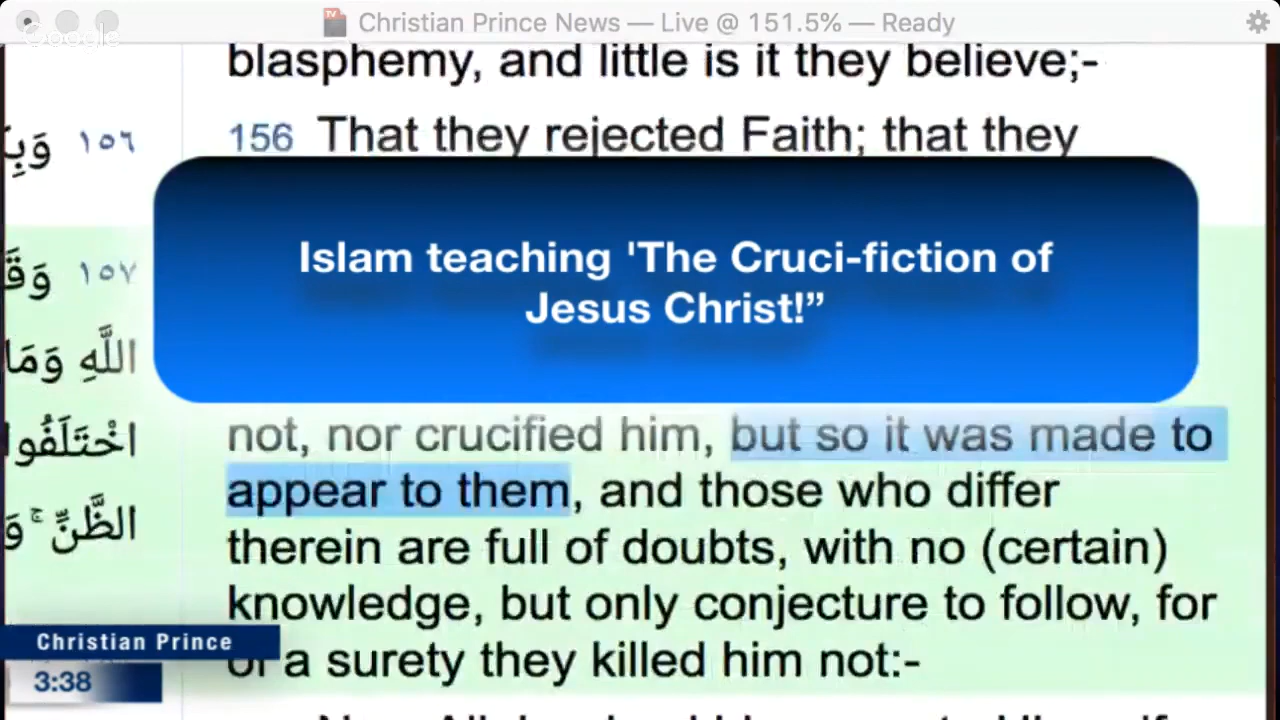 Christian Prince News — Live @ 151.5% — Ready
Google
blasphemy, and little is it they believe;-
١٥٦
156 That they rejected Faith; that they
١٥٧
Islam teaching 'The Cruci-fiction of
Jesus Christ!”
اللَّهِ
not, nor crucified him, but so it was made to
appear to them, and those who differ
therein are full of doubts, with no (certain)
الظَّنِّ ۚ
knowledge, but only conjecture to follow, for
of a surety they killed him not:-
Christian Prince
3:38